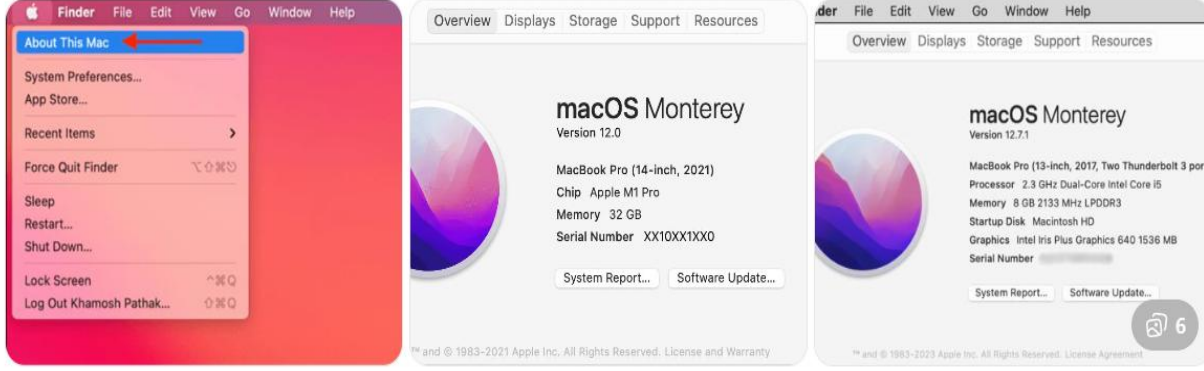 Finder File Edit View Go Window Help
About This Mac
System Preferences...
App Store...
Recent Items
Force Quit Finder ⌥⇧⌘⎋
Sleep
Restart...
Shut Down...
Lock Screen ^⌘Q
Log Out Khamosh Pathak... ⇧⌘Q
Overview Displays Storage Support Resources
macOS Monterey
Version 12.0
MacBook Pro (14-inch, 2021)
Chip Apple M1 Pro
Memory 32 GB
Serial Number XX10XX1XX0
System Report... Software Update...
™ and © 1983-2021 Apple Inc. All Rights Reserved. License and Warranty
der File Edit View Go Window Help
Overview Displays Storage Support Resources
macOS Monterey
Version 12.7.1
MacBook Pro (13-inch, 2017, Two Thunderbolt 3 por
Processor 2.3 GHz Dual-Core Intel Core i5
Memory 8 GB 2133 MHz LPDDR3
Startup Disk Macintosh HD
Graphics Intel Iris Plus Graphics 640 1536 MB
Serial Number
System Report... Software Update...
6
™ and © 1983-2023 Apple Inc. All Rights Reserved. License Agreement